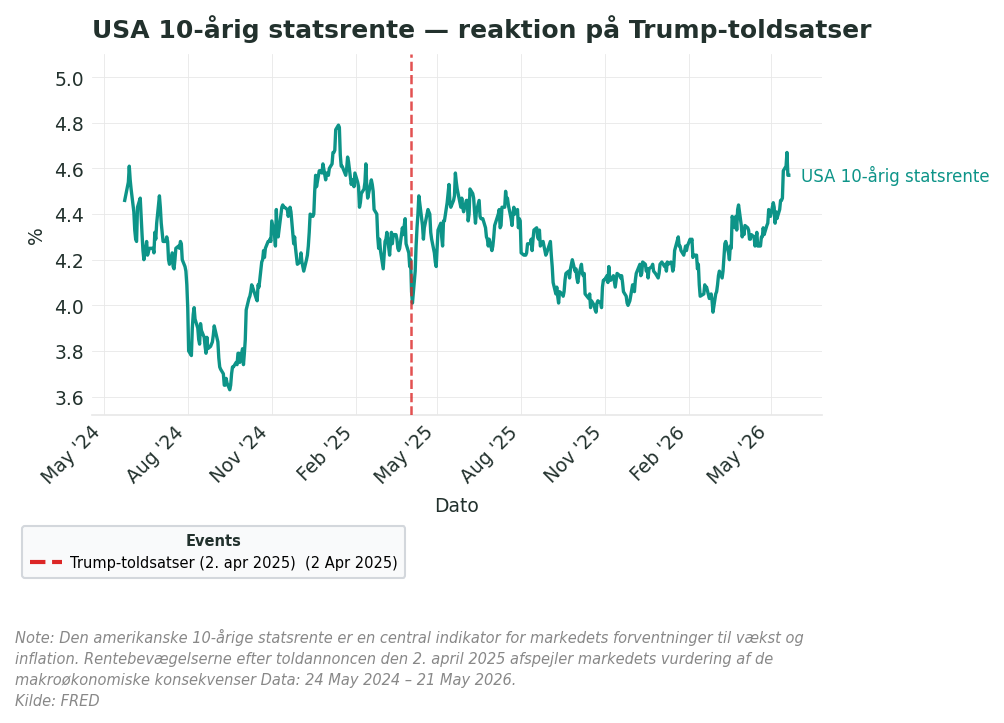 USA 10-årig statsrente — reaktion på Trump-toldsatser
5.0
4.8
4.6
4.4
4.2
4.0
3.8
3.6
%
USA 10-årig statsrente
May '24
Aug '24
Nov '24
Feb '25
May '25
Aug '25
Nov '25
Feb '26
May '26
Dato
Events
Trump-toldsatser (2. apr 2025)  (2 Apr 2025)
Note: Den amerikanske 10-årige statsrente er en central indikator for markedets forventninger til vækst og
inflation. Rentebevægelserne efter toldannoncen den 2. april 2025 afspejler markedets vurdering af de
makroøkonomiske konsekvenser Data: 24 May 2024 – 21 May 2026.
Kilde: FRED